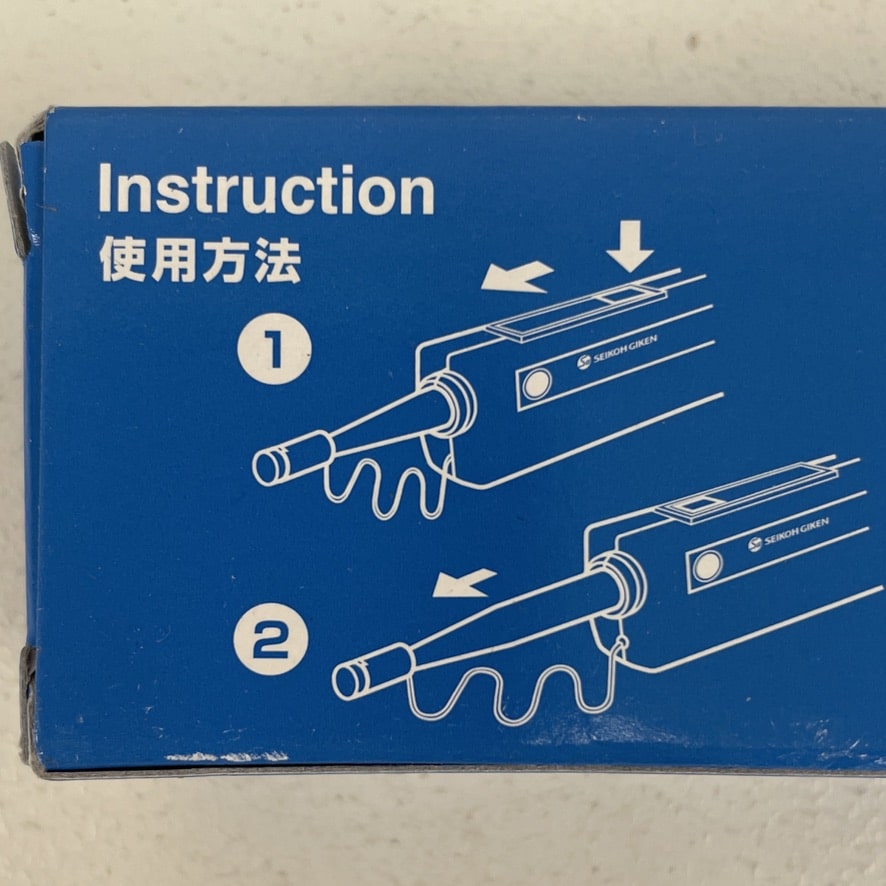 Instruction
使用方法
1
SEIKOH GIKEN
SEIKOH GIKEN
2